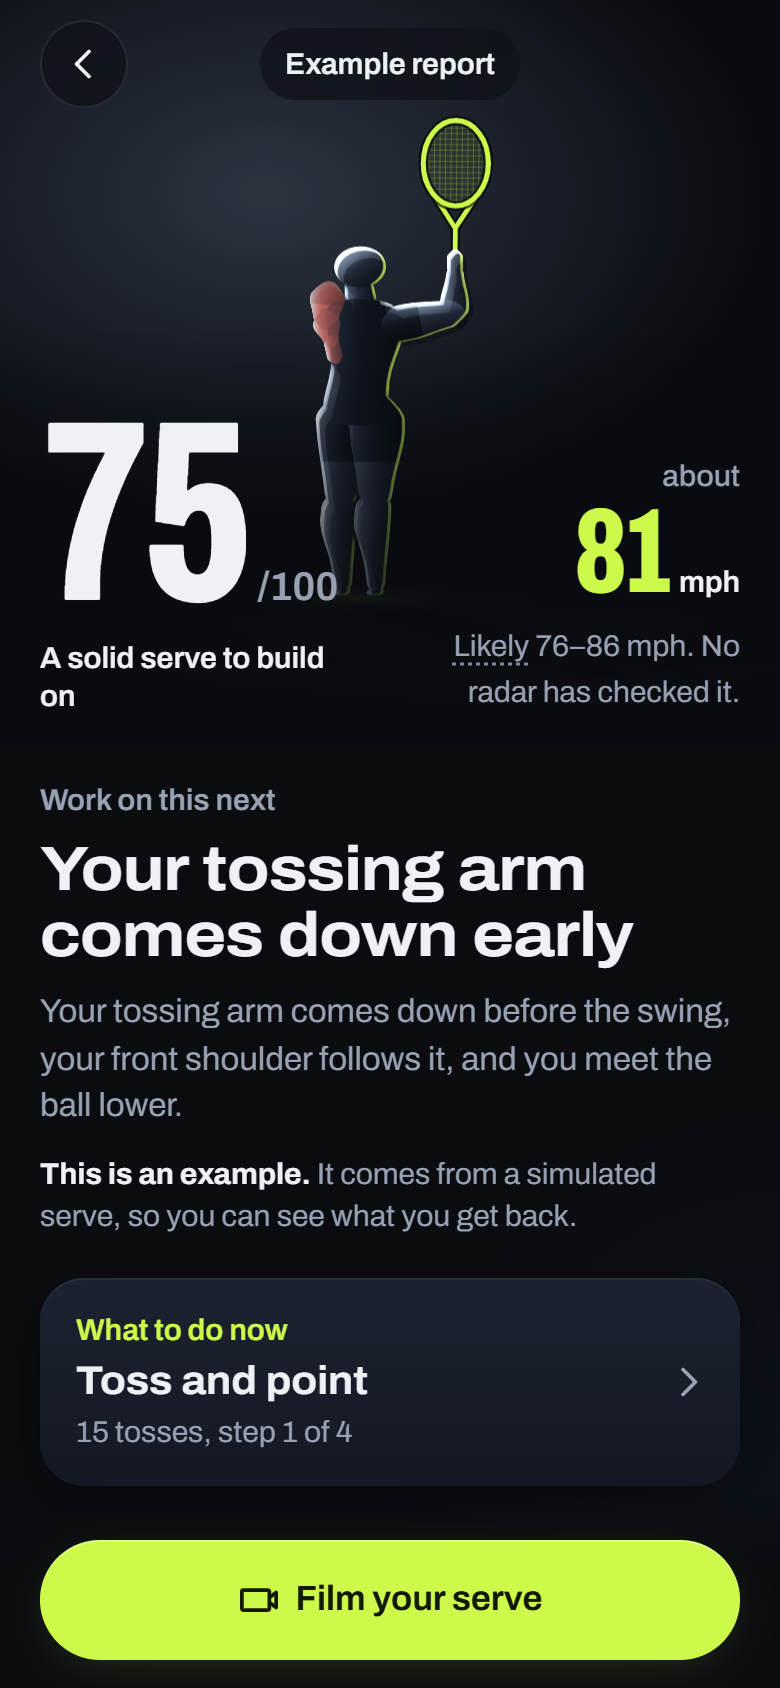 Example report
75 /100
A solid serve to build
on
about
81 mph
Likely 76–86 mph. No
radar has checked it.
Work on this next
Your tossing arm
comes down early
Your tossing arm comes down before the swing,
your front shoulder follows it, and you meet the
ball lower.
This is an example. It comes from a simulated
serve, so you can see what you get back.
What to do now
Toss and point
15 tosses, step 1 of 4
Film your serve